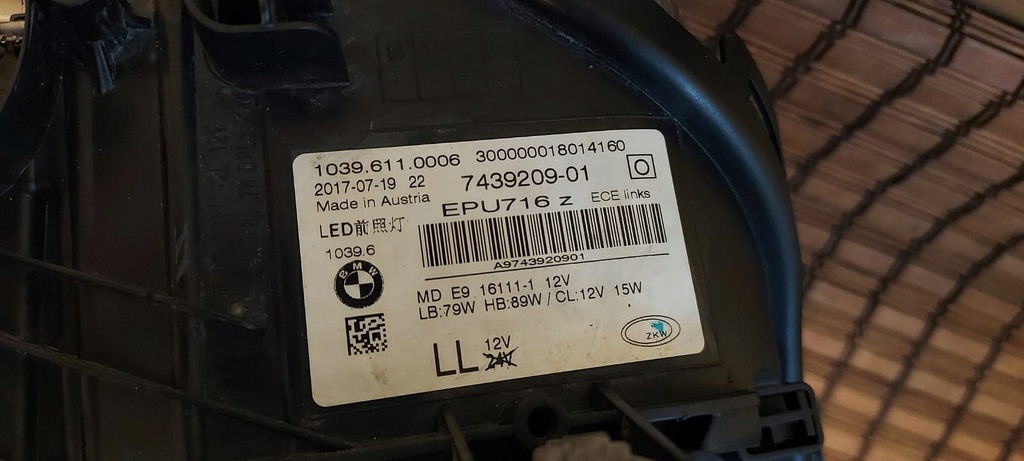 1039.611.0006 300000018014160
2017-07-19 22 7439209-01
Made in Austria EPU716 z ECE links
LED前照灯
1039.6
A9743920901
BMW
MD E9 16111-1 12V
LB:79W HB:89W / CL:12V 15W
LL 12V
ZKW